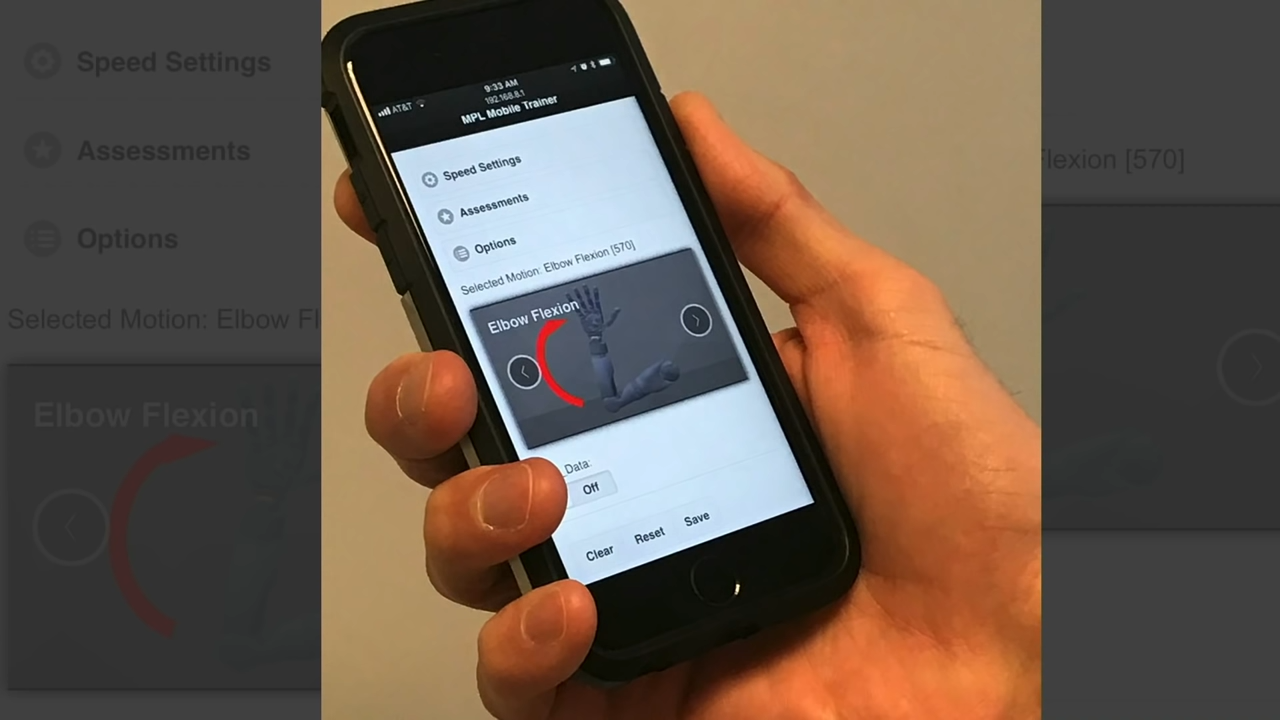 Speed Settings
Assessments
Options
Selected Motion: Elbow Fl
Elbow Flexion
AT&T
9:33 AM
192.168.8.1
MPL Mobile Trainer
Speed Settings
Assessments
Options
Selected Motion: Elbow Flexion [570]
Elbow Flexion
Data:
Off
Clear Reset Save
Flexion [570]